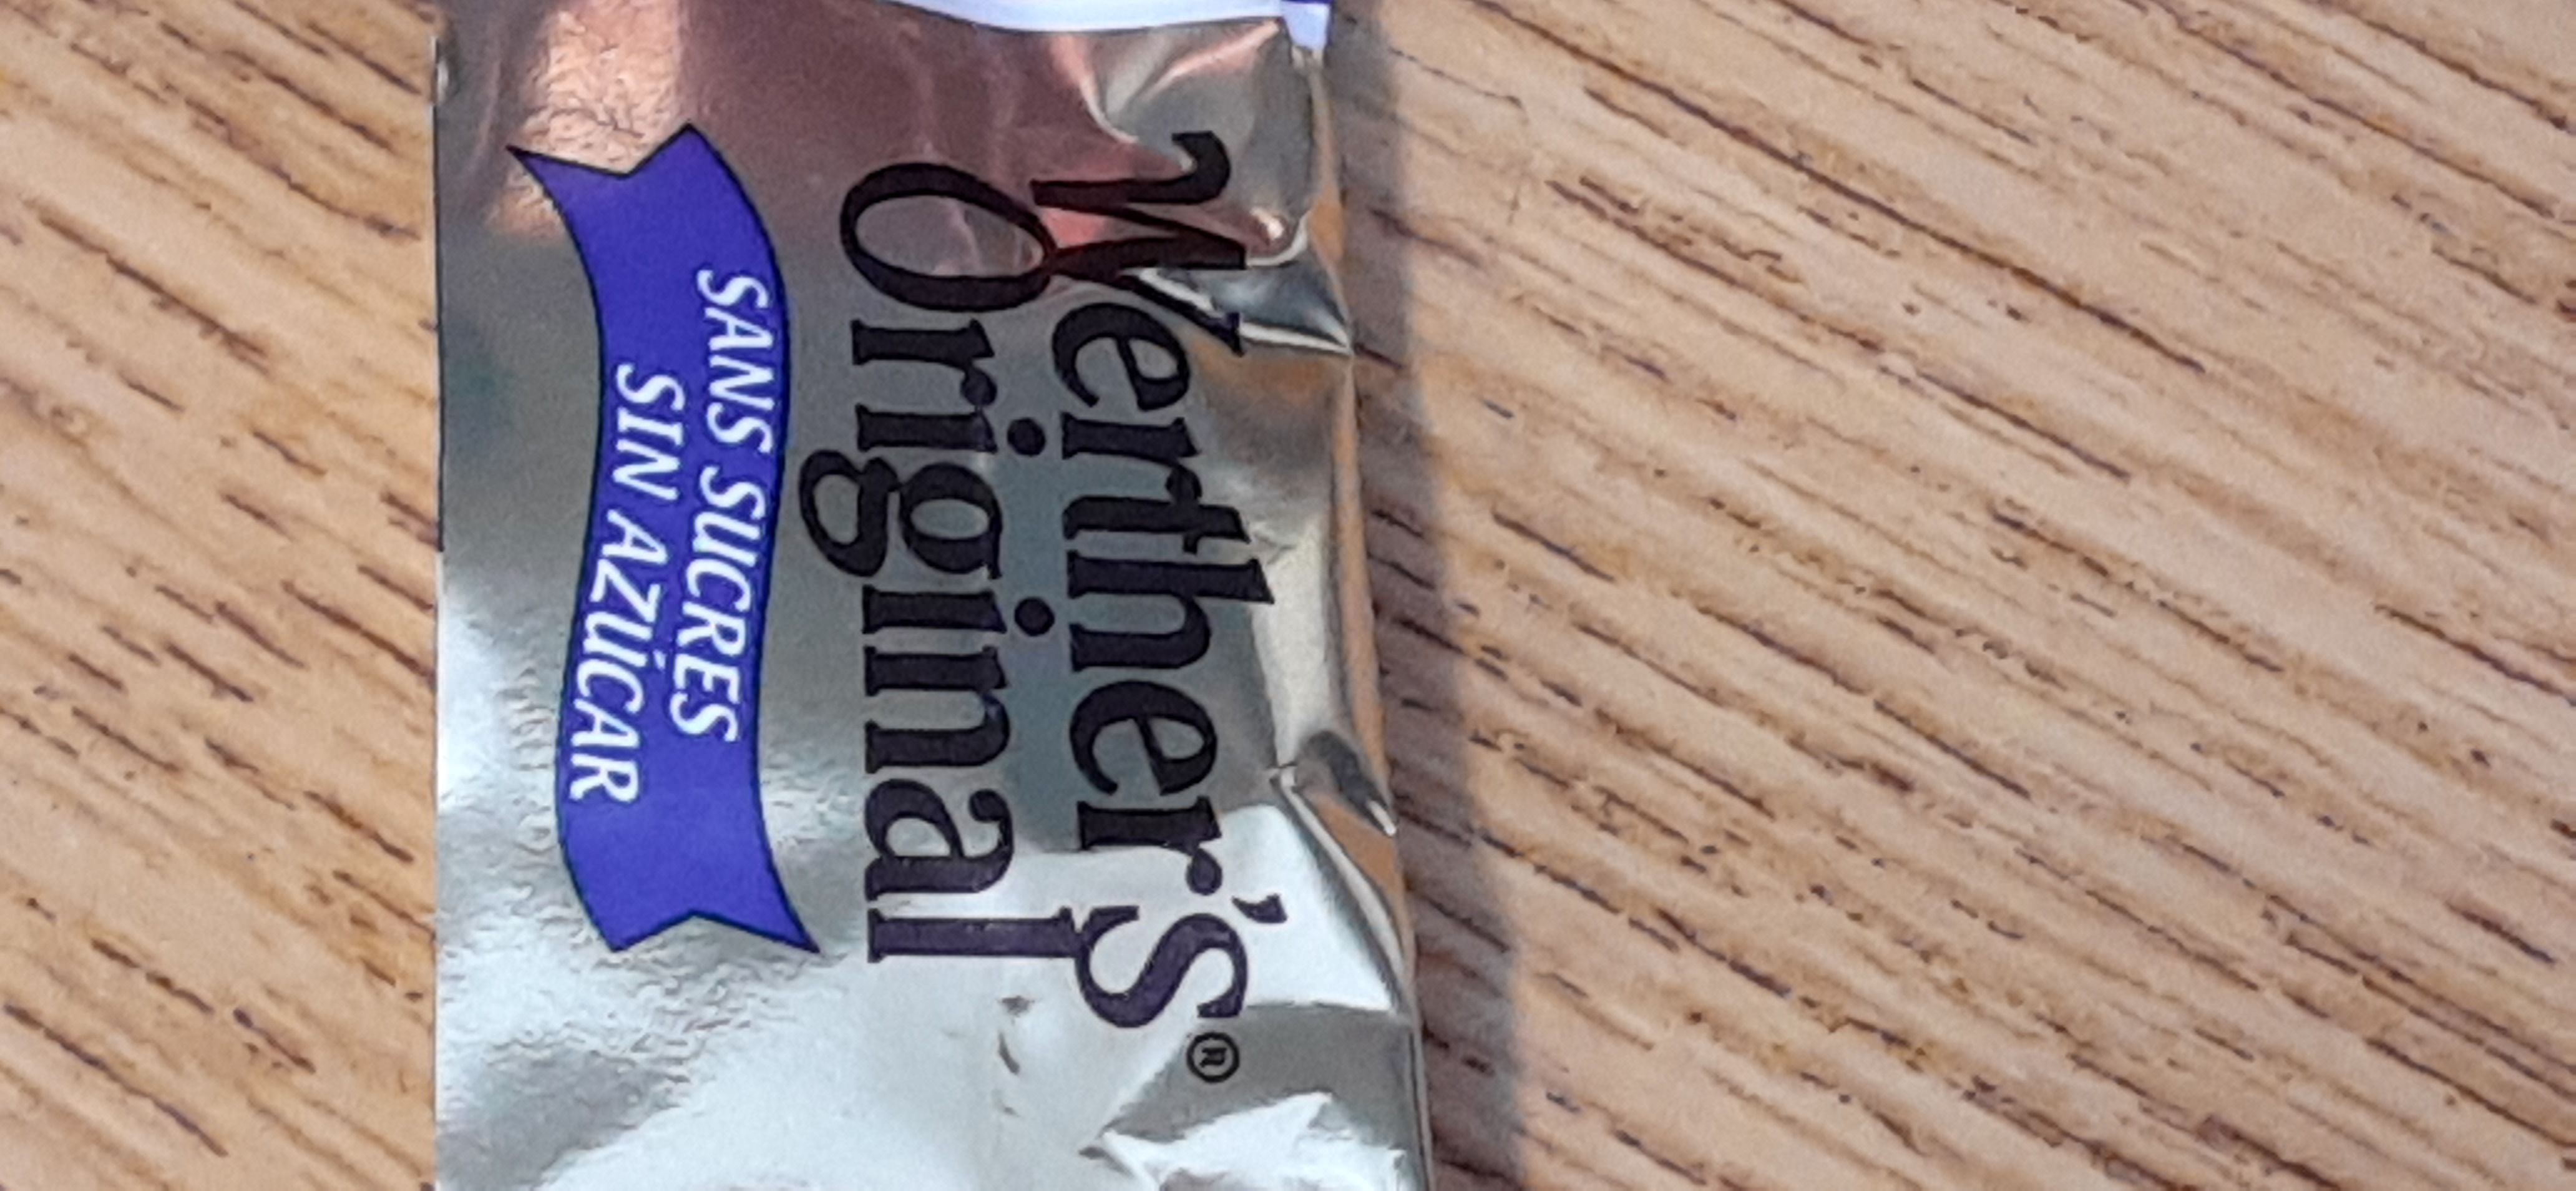 Werther's®
Original
SANS SUCRES
SIN AZÚCAR